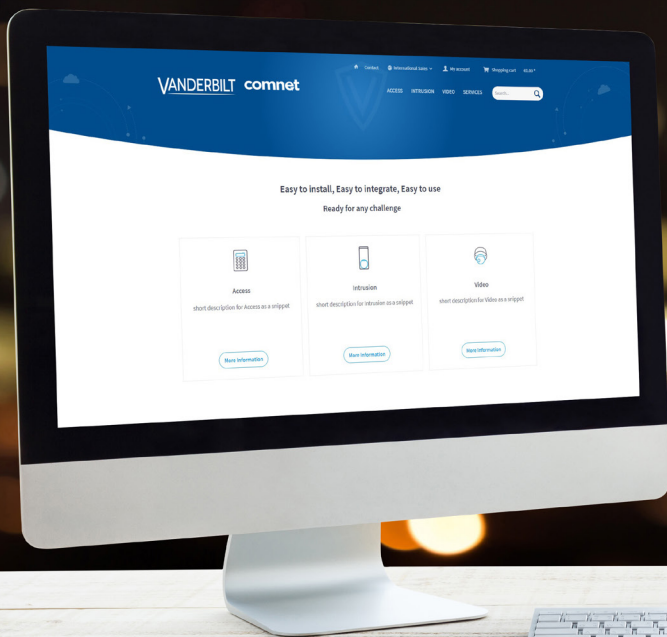 Contact International Sales My account Shopping cart €0.00 *
VANDERBILT comnet
ACCESS INTRUSION VIDEO SERVICES Search...
Easy to install, Easy to integrate, Easy to use
Ready for any challenge
Access
short description for Access as a snippet
More Information
Intrusion
short description for Intrusion as a snippet
More Information
Video
short description for Video as a snippet
More Information